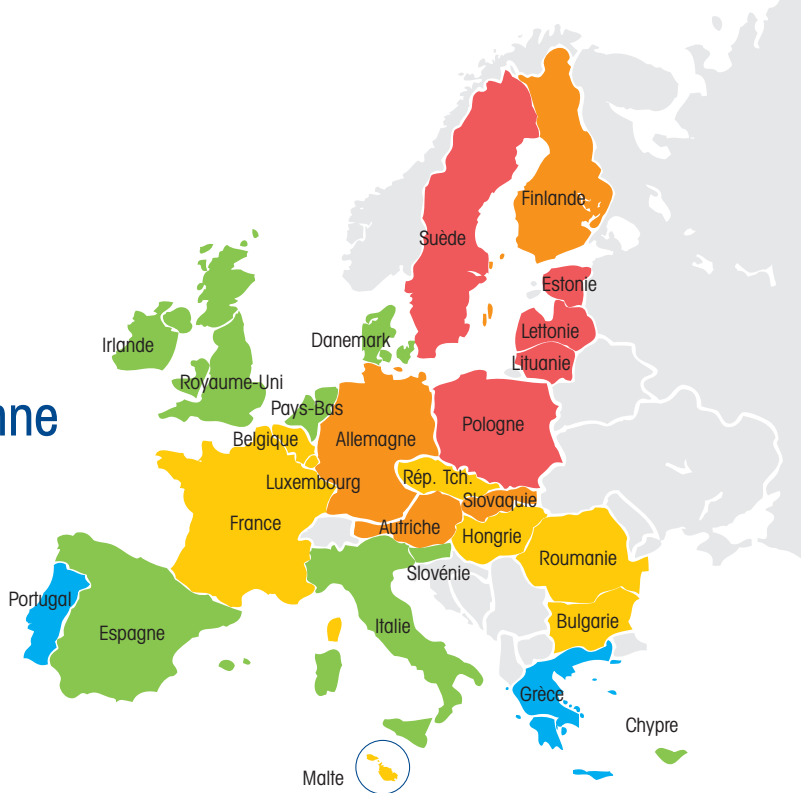 Finlande
Suède
Estonie
Lettonie
Lituanie
Danemark
Irlande
Royaume-Uni
Pays-Bas
nne
Belgique
Allemagne
Pologne
Luxembourg
Rép. Tch.
Slovaquie
France
Autriche
Hongrie
Roumanie
Slovénie
Portugal
Espagne
Italie
Bulgarie
Grèce
Chypre
Malte